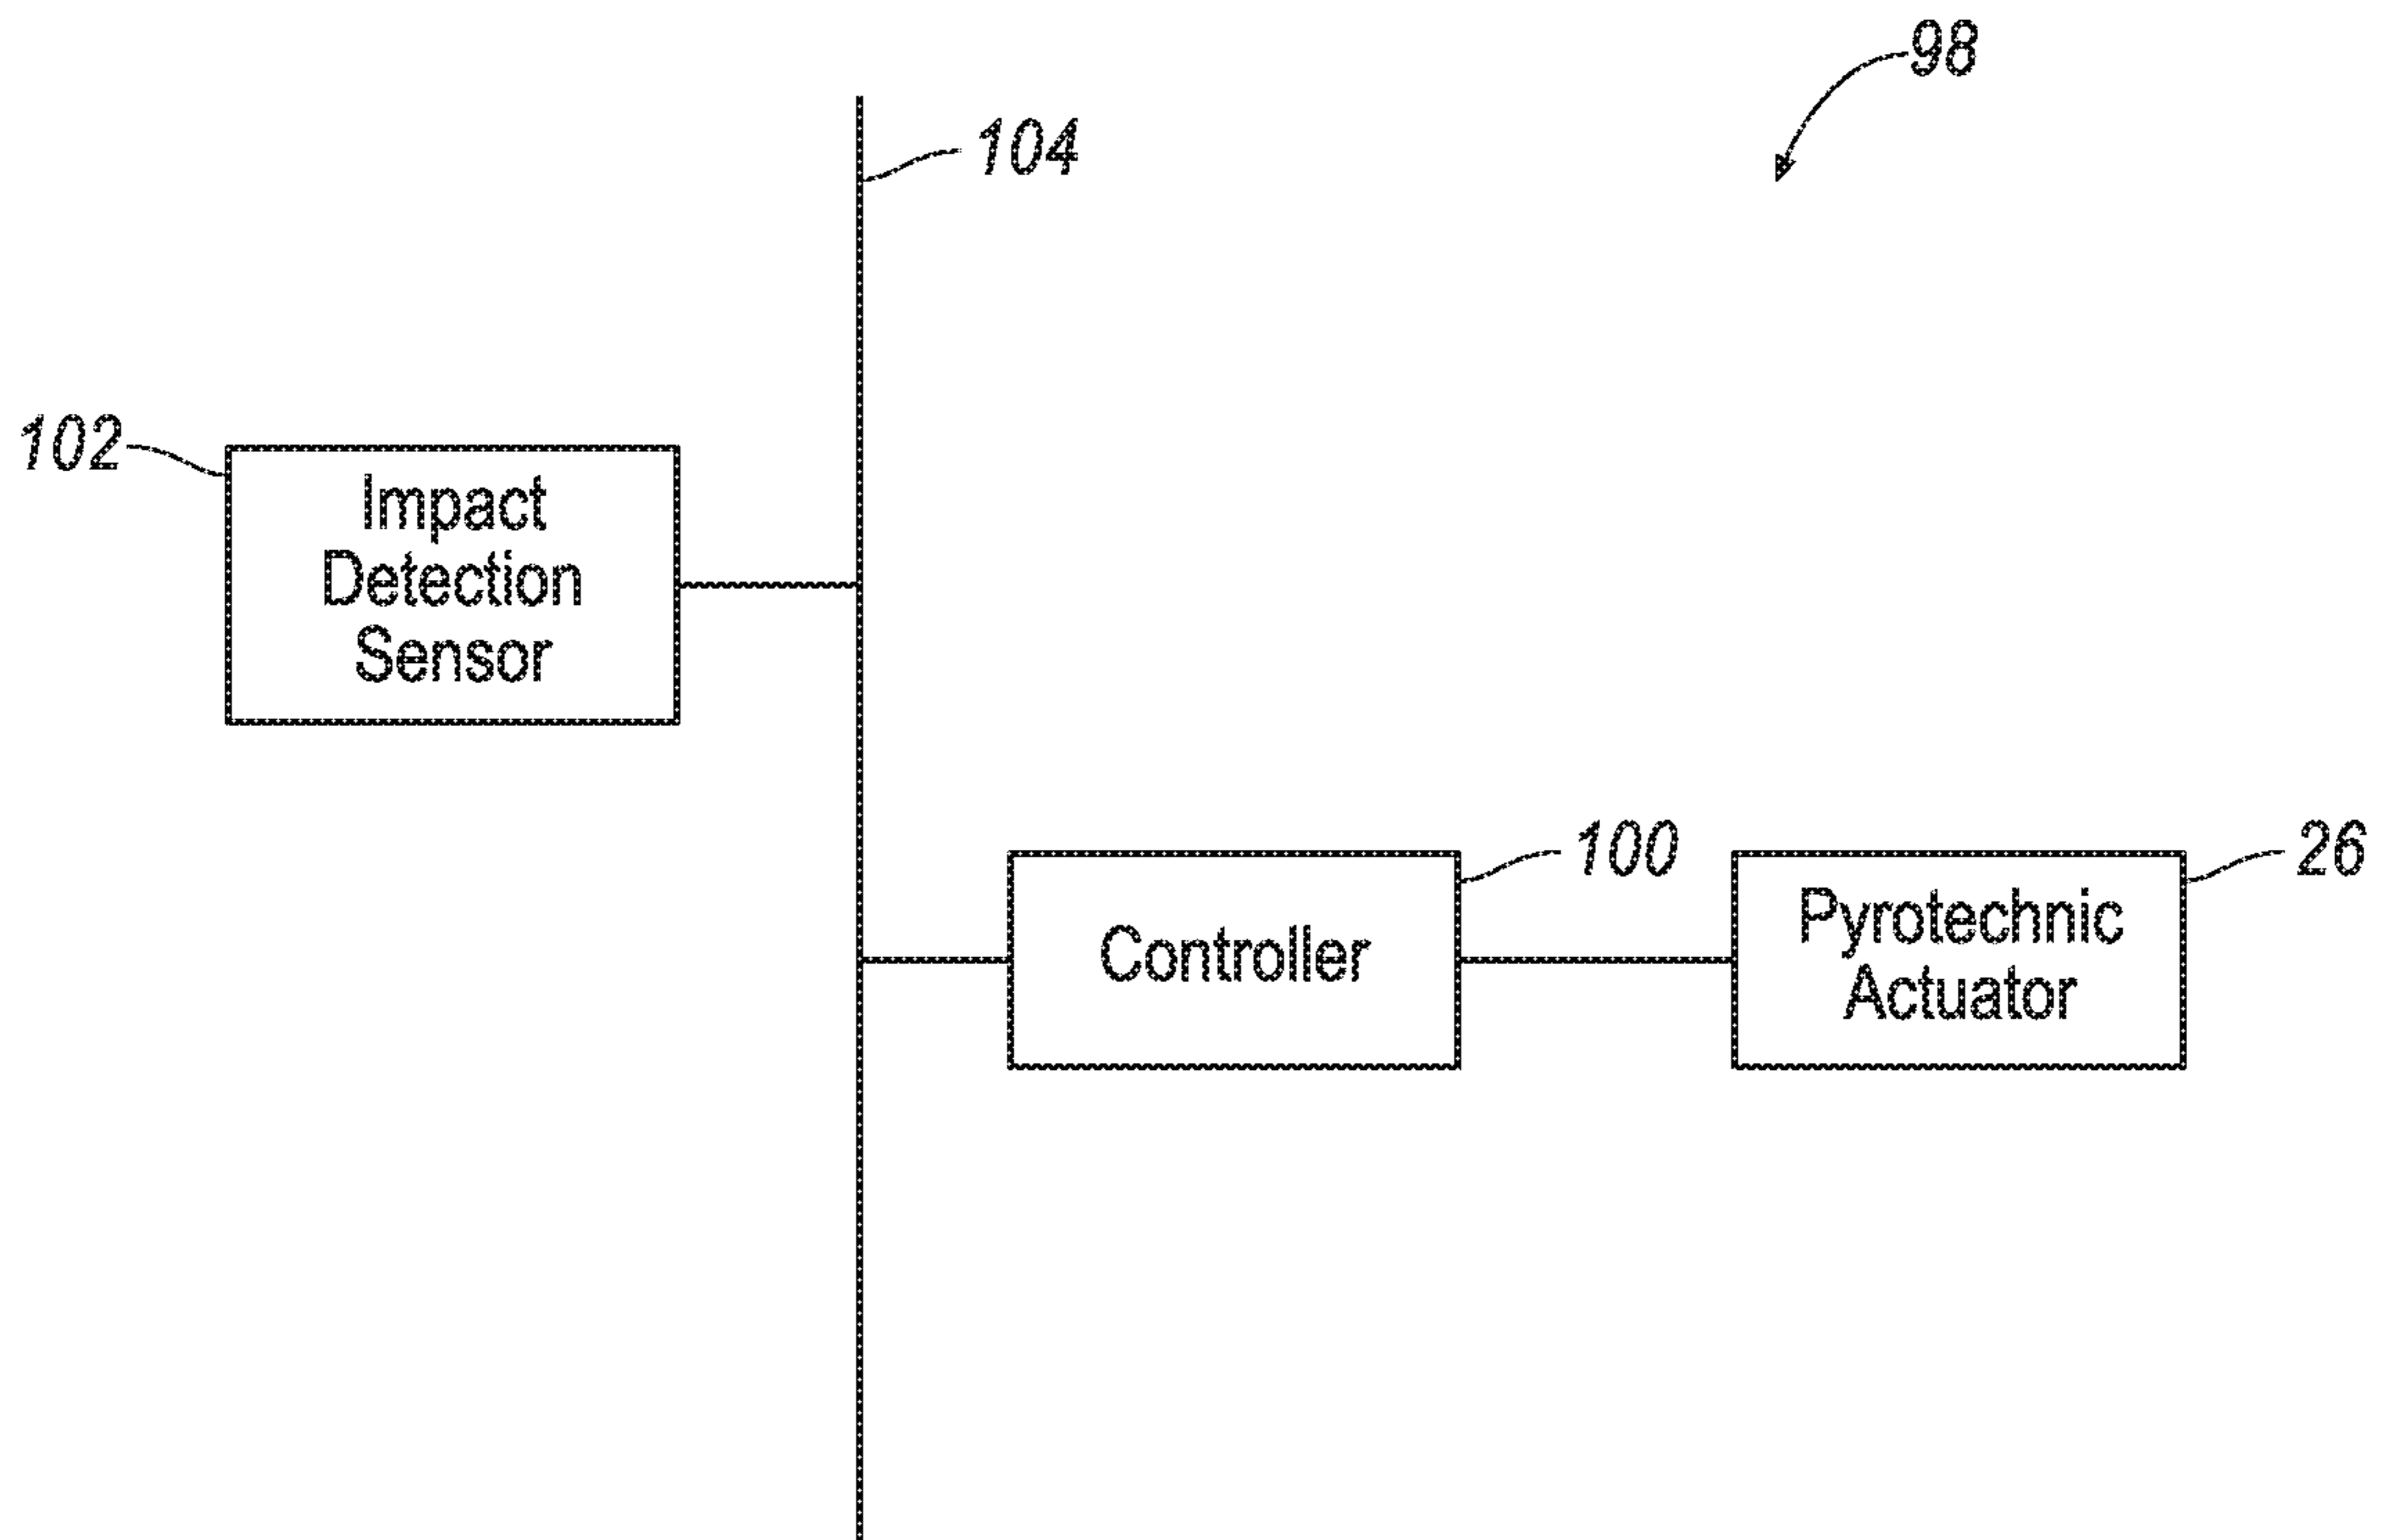 98
104
102
Impact
Detection
Sensor
100
26
Controller
Pyrotechnic
Actuator